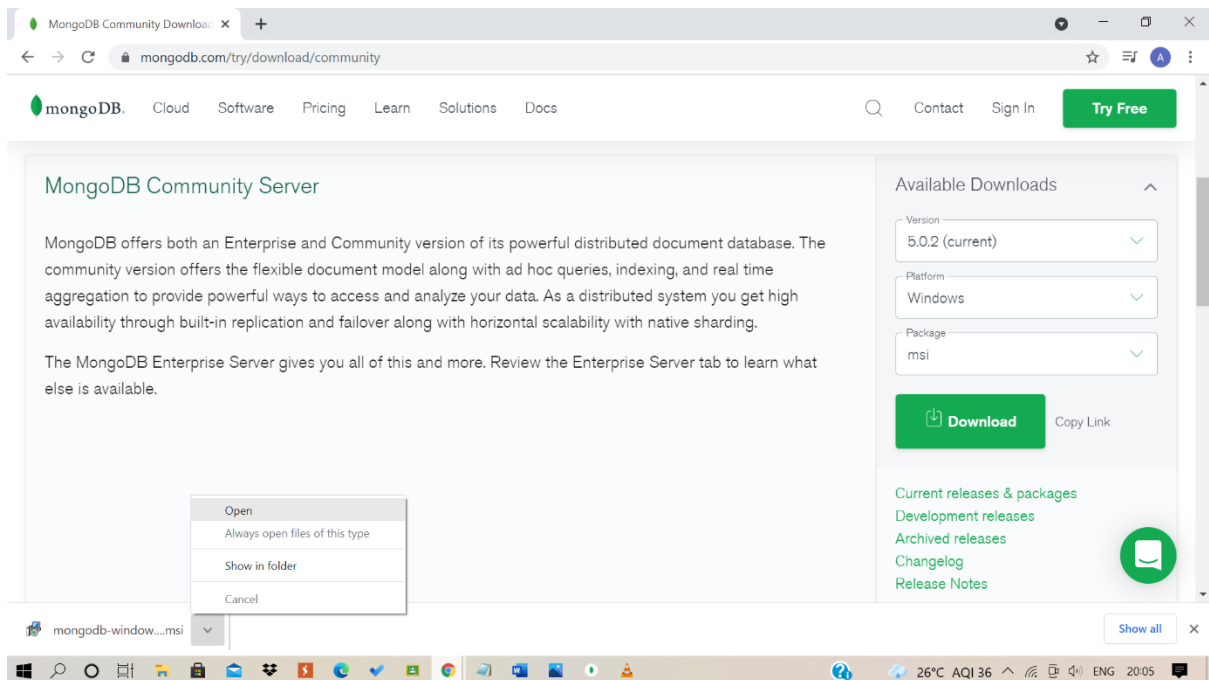 MongoDB Community Downloa
mongodb.com/try/download/community
A
mongoDB. Cloud Software Pricing Learn Solutions Docs Contact Sign In Try Free
MongoDB Community Server
MongoDB offers both an Enterprise and Community version of its powerful distributed document database. The
community version offers the flexible document model along with ad hoc queries, indexing, and real time
aggregation to provide powerful ways to access and analyze your data. As a distributed system you get high
availability through built-in replication and failover along with horizontal scalability with native sharding.
The MongoDB Enterprise Server gives you all of this and more. Review the Enterprise Server tab to learn what
else is available.
Available Downloads
Version
5.0.2 (current)
Platform
Windows
Package
msi
Download Copy Link
Current releases & packages
Development releases
Archived releases
Changelog
Release Notes
Open
Always open files of this type
Show in folder
Cancel
mongodb-window....msi
Show all
26°C AQI 36 ENG 20:05